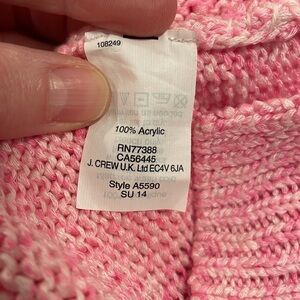 108249
100% Acrylic
RN77388
CA56445
J. CREW U.K. Ltd EC4V 6JA
Style A5590
SU 14